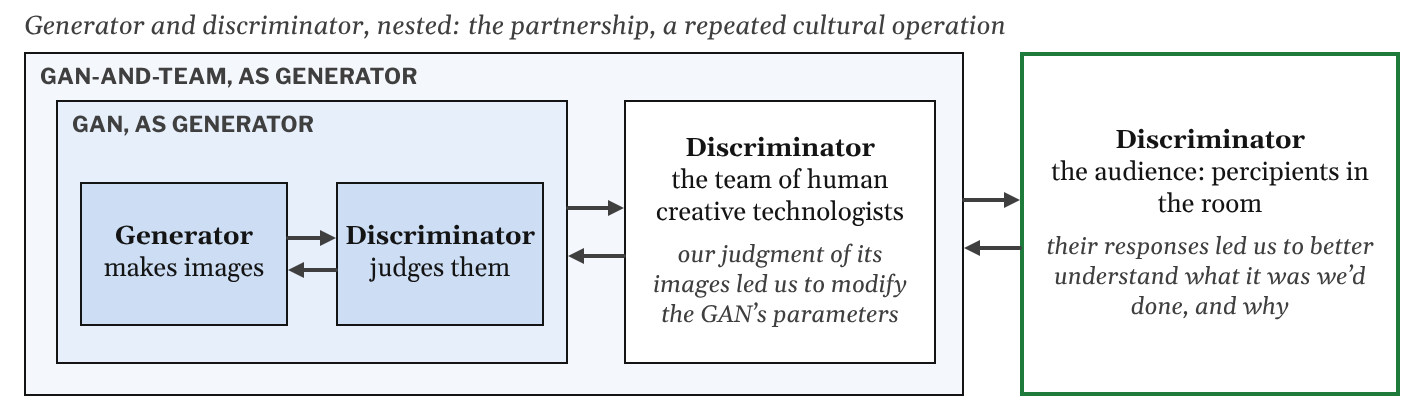 Generator and discriminator, nested: the partnership, a repeated cultural operation
GAN-AND-TEAM, AS GENERATOR
GAN, AS GENERATOR
Generator
makes images
Discriminator
judges them
Discriminator
the team of human
creative technologists
our judgment of its
images led us to modify
the GAN’s parameters
Discriminator
the audience: percipients in
the room
their responses led us to better
understand what it was we’d
done, and why